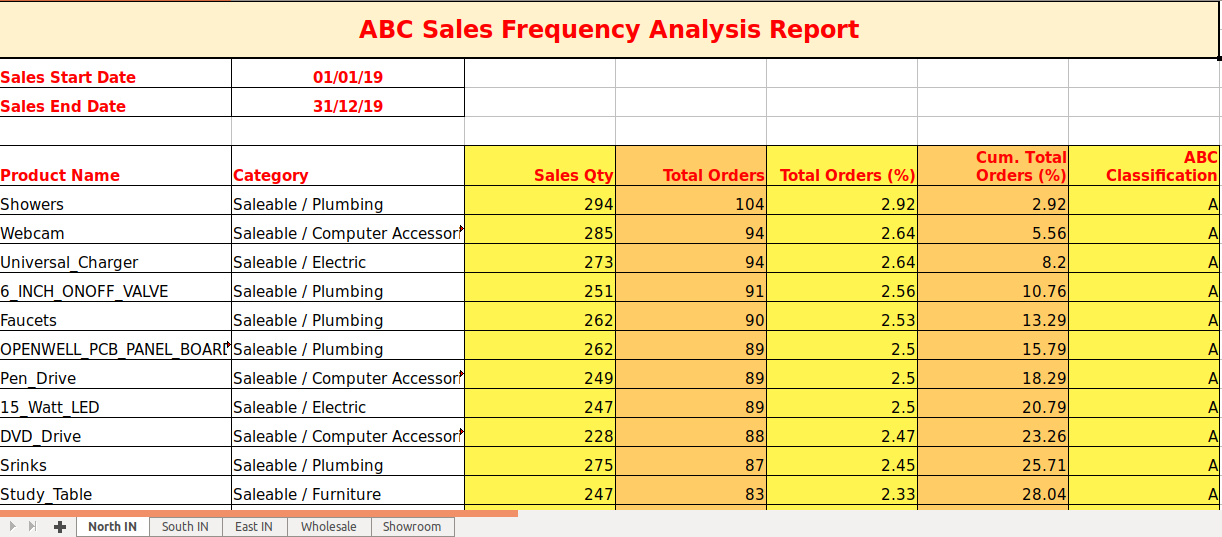 ABC Sales Frequency Analysis Report
Sales Start Date 01/01/19
Sales End Date 31/12/19
Product Name Category Sales Qty Total Orders Total Orders (%) Cum. Total Orders (%) ABC Classification
Showers Saleable / Plumbing 294 104 2.92 2.92 A
Webcam Saleable / Computer Accessor 285 94 2.64 5.56 A
Universal_Charger Saleable / Electric 273 94 2.64 8.2 A
6_INCH_ONOFF_VALVE Saleable / Plumbing 251 91 2.56 10.76 A
Faucets Saleable / Plumbing 262 90 2.53 13.29 A
OPENWELL_PCB_PANEL_BOARD Saleable / Plumbing 262 89 2.5 15.79 A
Pen_Drive Saleable / Computer Accessor 249 89 2.5 18.29 A
15_Watt_LED Saleable / Electric 247 89 2.5 20.79 A
DVD_Drive Saleable / Computer Accessor 228 88 2.47 23.26 A
Srinks Saleable / Plumbing 275 87 2.45 25.71 A
Study_Table Saleable / Furniture 247 83 2.33 28.04 A
North IN South IN East IN Wholesale Showroom